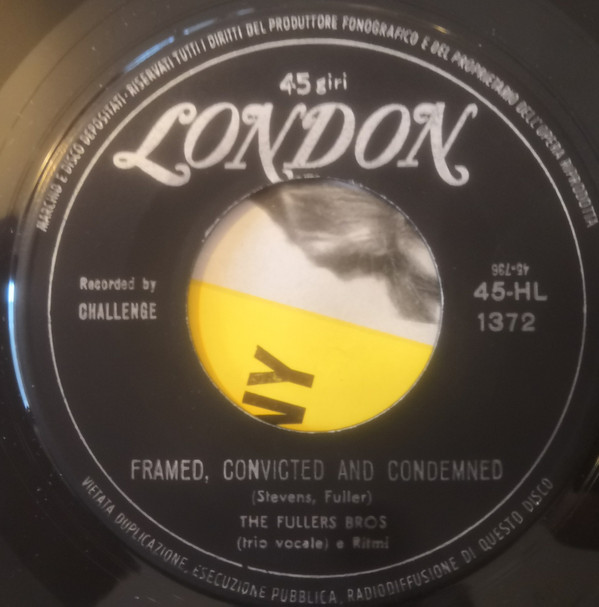 MARCHIO E DISCO DEPOSITATI · RISERVATI TUTTI I DIRITTI DEL PRODUTTORE FONOGRAFICO E DEL PROPRIETARIO DELL'OPERA RIPRODOTTA
45 giri
LONDON
Recorded by
CHALLENGE
45-796
45-HL
1372
NY
FRAMED, CONVICTED AND CONDEMNED
(Stevens, Fuller)
THE FULLERS BROS
(trio vocale) e Ritmi
VIETATA DUPLICAZIONE, ESECUZIONE PUBBLICA, RADIODIFFUSIONE DI QUESTO DISCO